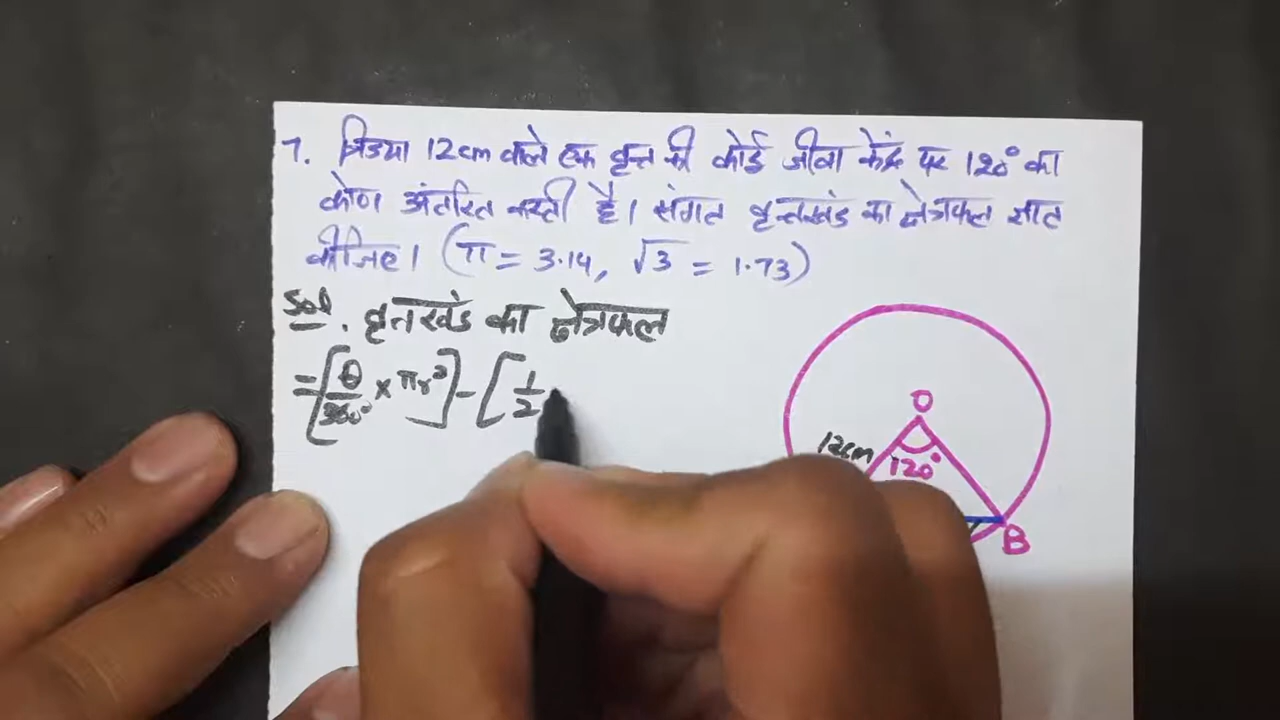 7. त्रिज्या 12cm वाले एक वृत्त की कोई जीवा केंद्र पर 120° का
कोण अंतरित करती है। संगत वृत्तखंड का क्षेत्रफल ज्ञात
कीजिए। (π = 3.14, √3 = 1.73)
Sol. वृत्तखंड का क्षेत्रफल
= [θ/360° × πr²] - [1/2
O
12cm
120°
B